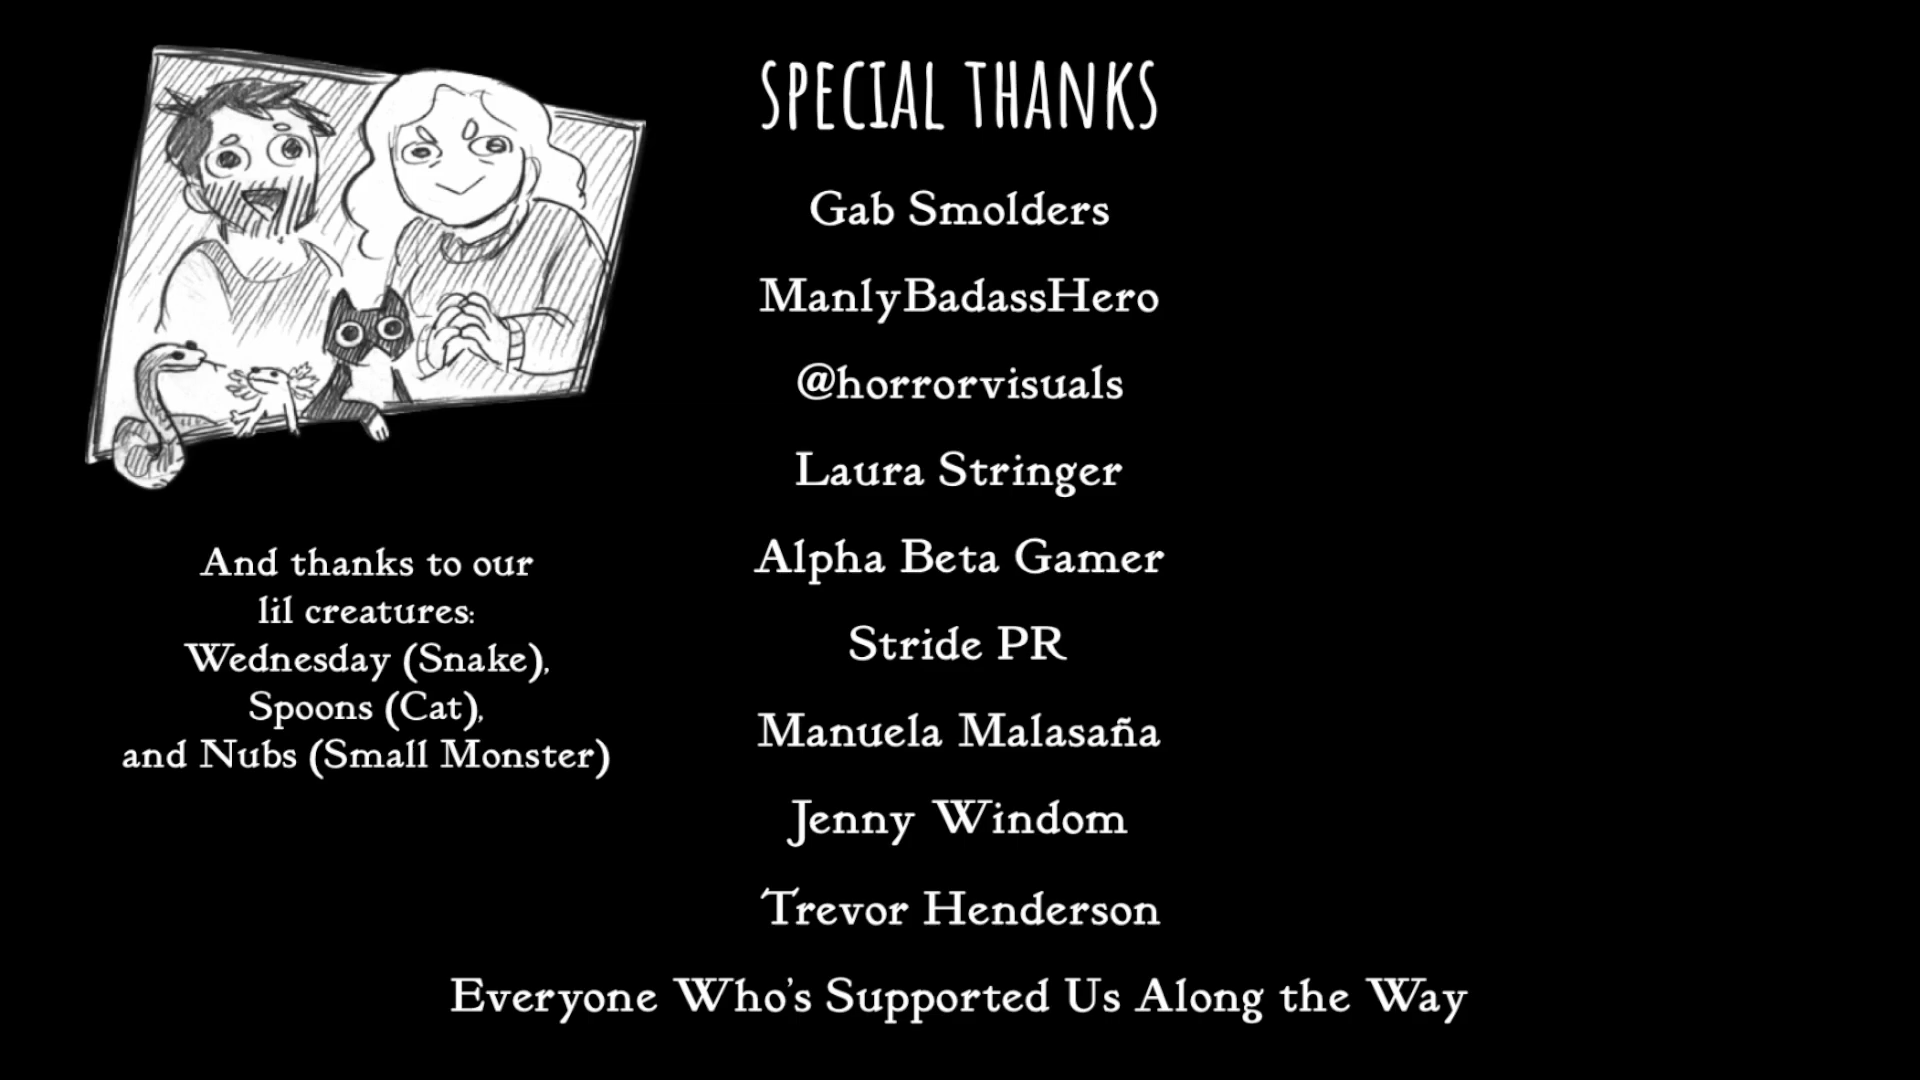 SPECIAL THANKS
Gab Smolders
ManlyBadassHero
@horrorvisuals
Laura Stringer
Alpha Beta Gamer
Stride PR
Manuela Malasaña
Jenny Windom
Trevor Henderson
Everyone Who's Supported Us Along the Way
And thanks to our
lil creatures:
Wednesday (Snake),
Spoons (Cat),
and Nubs (Small Monster)